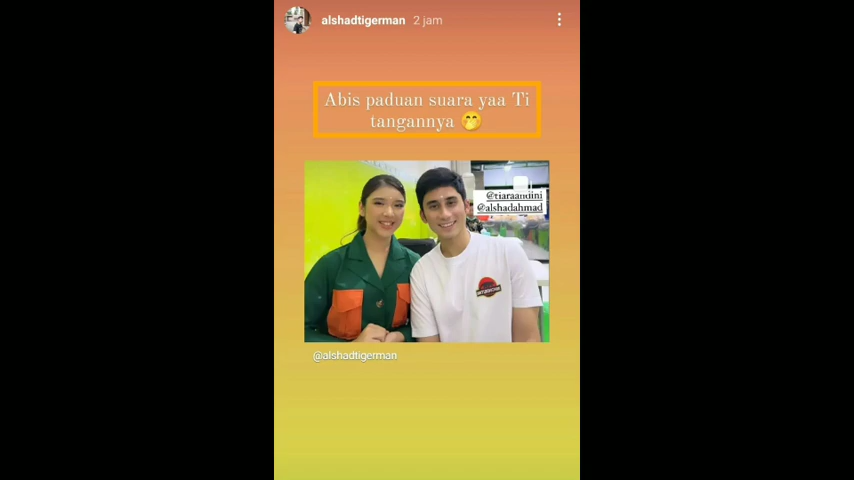 alshadtigerman 2 jam
Abis paduan suara yaa Ti
tangannya 🤭
@tiaraandini
@alshadahmad
@alshadtigerman